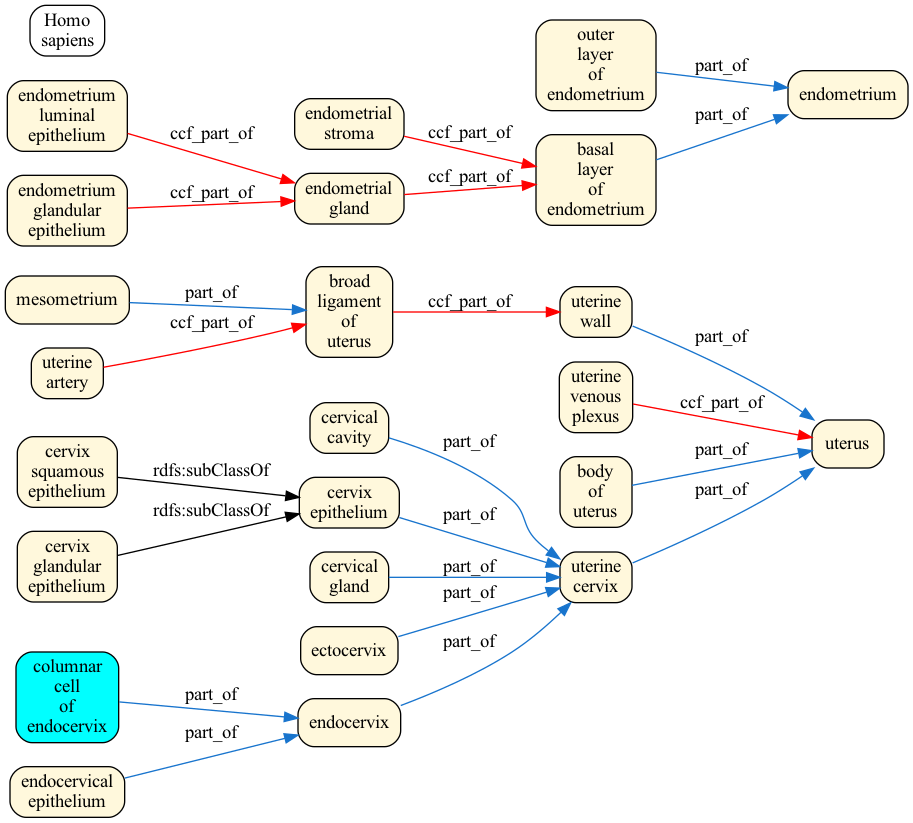 Homo
sapiens
endometrium
luminal
epithelium
ccf_part_of
endometrium
glandular
epithelium
ccf_part_of
endometrial
stroma
ccf_part_of
endometrial
gland
ccf_part_of
outer
layer
of
endometrium
part_of
basal
layer
of
endometrium
part_of
endometrium
mesometrium
part_of
uterine
artery
ccf_part_of
broad
ligament
of
uterus
ccf_part_of
uterine
wall
part_of
uterine
venous
plexus
ccf_part_of
body
of
uterus
part_of
uterus
cervical
cavity
part_of
cervix
squamous
epithelium
rdfs:subClassOf
cervix
glandular
epithelium
rdfs:subClassOf
cervix
epithelium
part_of
cervical
gland
part_of
ectocervix
part_of
uterine
cervix
part_of
columnar
cell
of
endocervix
part_of
endocervical
epithelium
part_of
endocervix
part_of